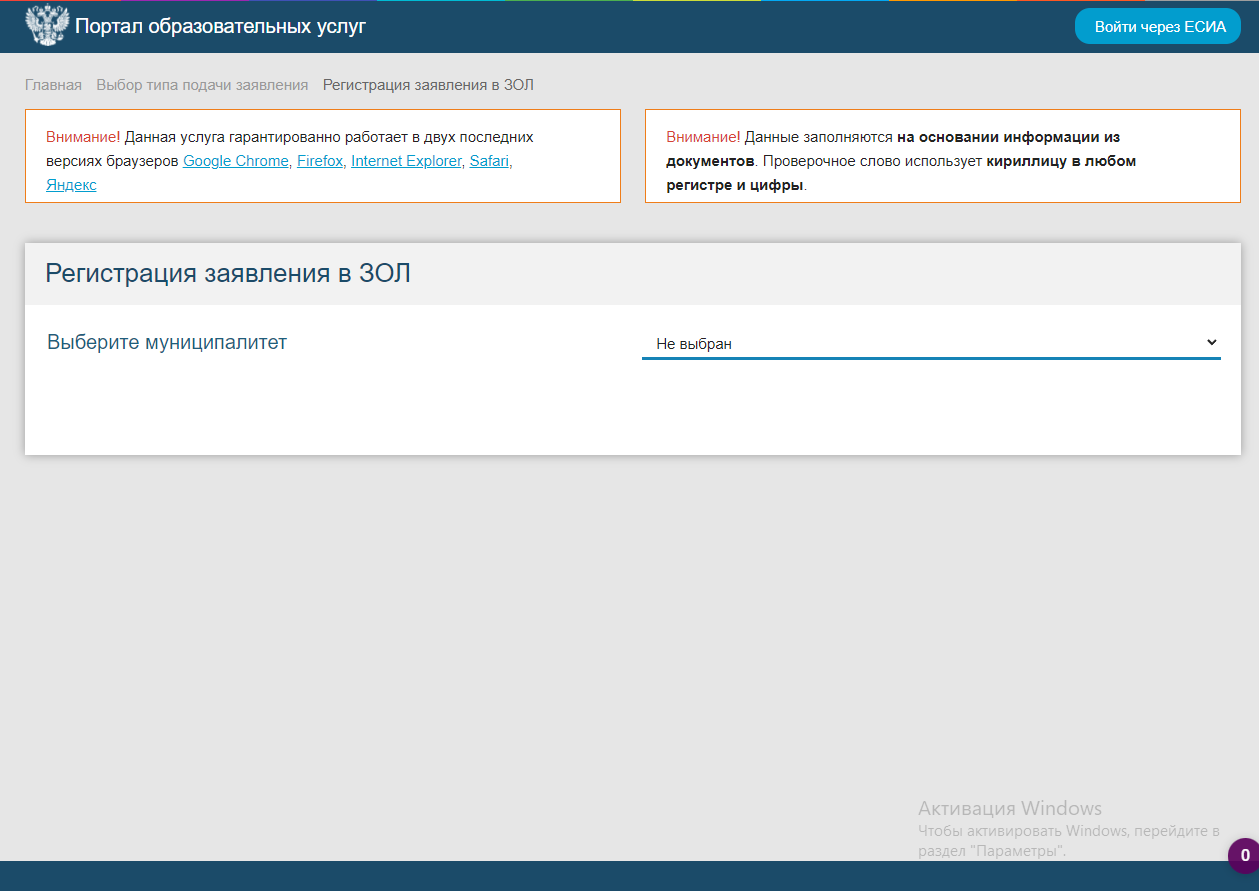 Портал образовательных услуг
Войти через ЕСИА
Главная Выбор типа подачи заявления Регистрация заявления в ЗОЛ
Внимание! Данная услуга гарантированно работает в двух последних
версиях браузеров Google Chrome, Firefox, Internet Explorer, Safari,
Яндекс
Внимание! Данные заполняются на основании информации из
документов. Проверочное слово использует кириллицу в любом
регистре и цифры.
Регистрация заявления в ЗОЛ
Выберите муниципалитет
Не выбран
Активация Windows
Чтобы активировать Windows, перейдите в
раздел "Параметры".
0